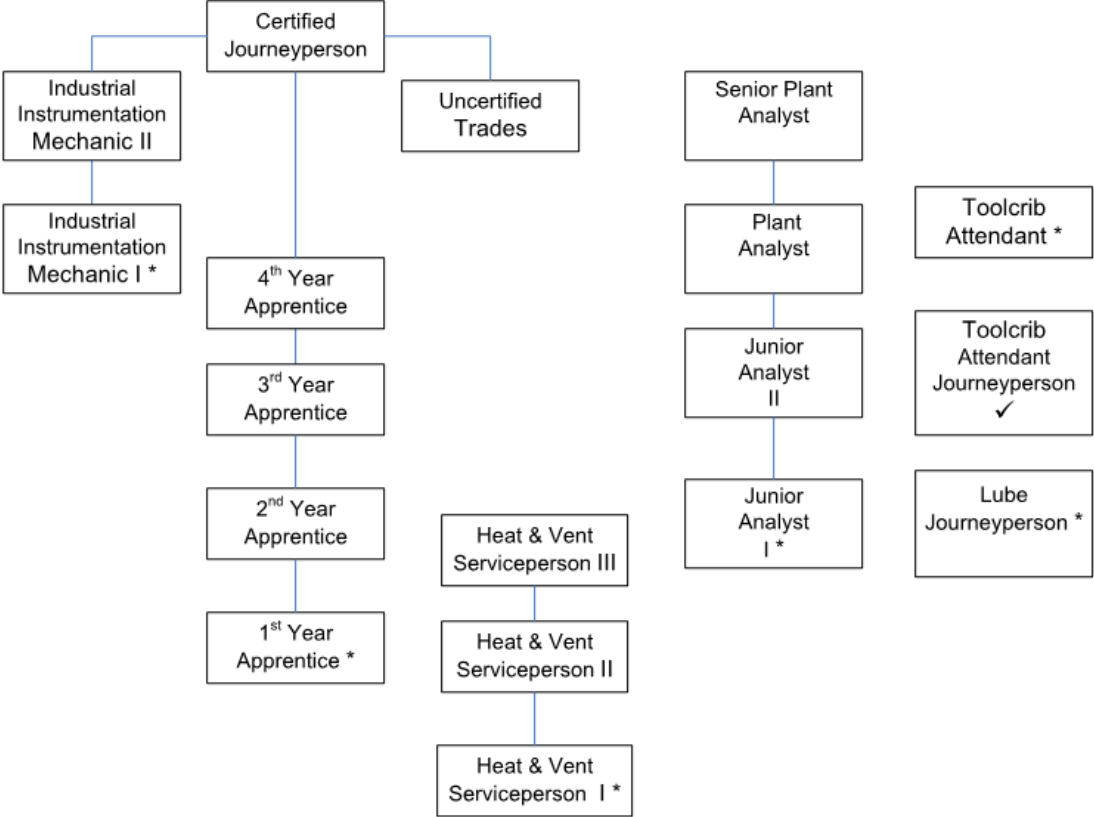 Certified
Journeyperson
Industrial
Instrumentation
Mechanic II
Uncertified
Trades
Industrial
Instrumentation
Mechanic I *
4th Year
Apprentice
3rd Year
Apprentice
2nd Year
Apprentice
1st Year
Apprentice *
Heat & Vent
Serviceperson III
Heat & Vent
Serviceperson II
Heat & Vent
Serviceperson I *
Senior Plant
Analyst
Plant
Analyst
Junior
Analyst
II
Junior
Analyst
I *
Toolcrib
Attendant *
Toolcrib
Attendant
Journeyperson
✓
Lube
Journeyperson *